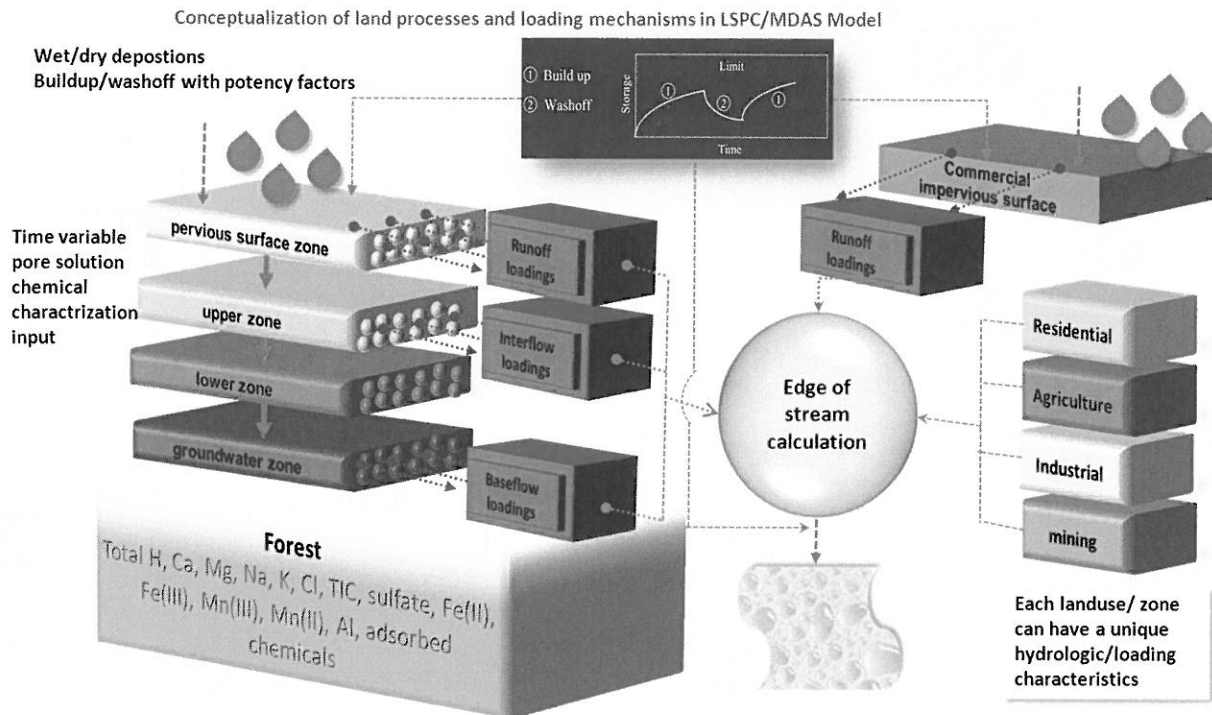 Conceptualization of land processes and loading mechanisms in LSPC/MDAS Model
Wet/dry depostions
Buildup/washoff with potency factors
① Build up
② Washoff
Storage
Limit
①
②
①
Time
Commercial
impervious surface
pervious surface zone
Runoff
loadings
Runoff
loadings
Time variable
pore solution
chemical
charctrization
input
upper zone
Interflow
loadings
lower zone
groundwater zone
Baseflow
loadings
Edge of
stream
calculation
Residential
Agriculture
Industrial
mining
Forest
Total H, Ca, Mg, Na, K, Cl, TIC, sulfate, Fe(II),
Fe(III), Mn(III), Mn(II), Al, adsorbed
chemicals
Each landuse/ zone
can have a unique
hydrologic/loading
characteristics